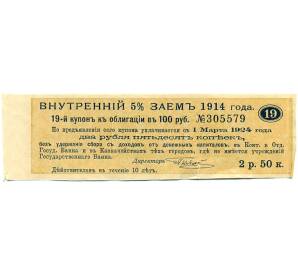 ВНУТРЕННІЙ 5% ЗАЕМЪ 1914 года.
19-й купонъ къ облигаціи въ 100 руб. №305579
19
По предъявленіи сего купона уплачивается съ 1 Марта 1924 года
два рубля пятьдесятъ копѣекъ,
безъ удержанія сбора съ доходовъ отъ денежныхъ капиталовъ, въ Конт. и Отд.
Госуд. Банка и въ Казначействахъ тѣхъ городовъ, гдѣ не имѣется учрежденій
Государственнаго Банка.
Директоръ
2 р. 50 к.
Дѣйствителенъ въ теченіе 10 лѣтъ.